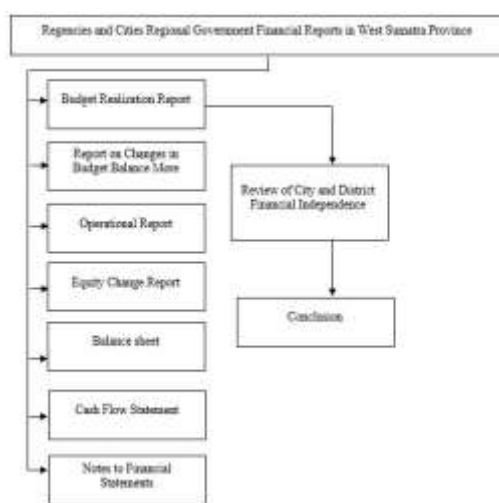 Regencies and Cities Regional Government Financial Reports in West Sumatra Province
Budget Realization Report
Report on Changes in
Budget Balance More
Operational Report
Equity Change Report
Balance sheet
Cash Flow Statement
Notes to Financial
Statements
Review of City and District
Financial Independence
Conclusion